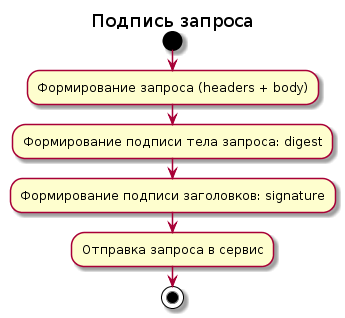 Подпись запроса
Формирование запроса (headers + body)
Формирование подписи тела запроса: digest
Формирование подписи заголовков: signature
Отправка запроса в сервис